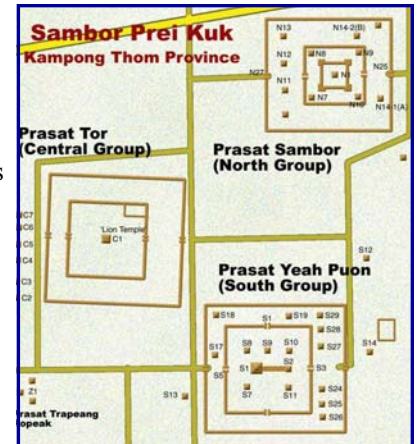 Sambor Prei Kuk
Kampong Thom Province
N13
N14-2(B)
N12
N8
N9
N27
N1
N25
N11
N7
N10
N14-1(A)
Prasat Tor
(Central Group)
Prasat Sambor
(North Group)
s
C7
C6
C5
C4
C3
C2
'Lion Temple'
C1
S12
Prasat Yeah Puon
(South Group)
S18
S1
S19
S29
S28
S17
S8
S9
S10
S27
S14
S5
S1
S2
S3
S7
S11
S24
S25
S26
Z1
S13
rasat Trapeang
opeak